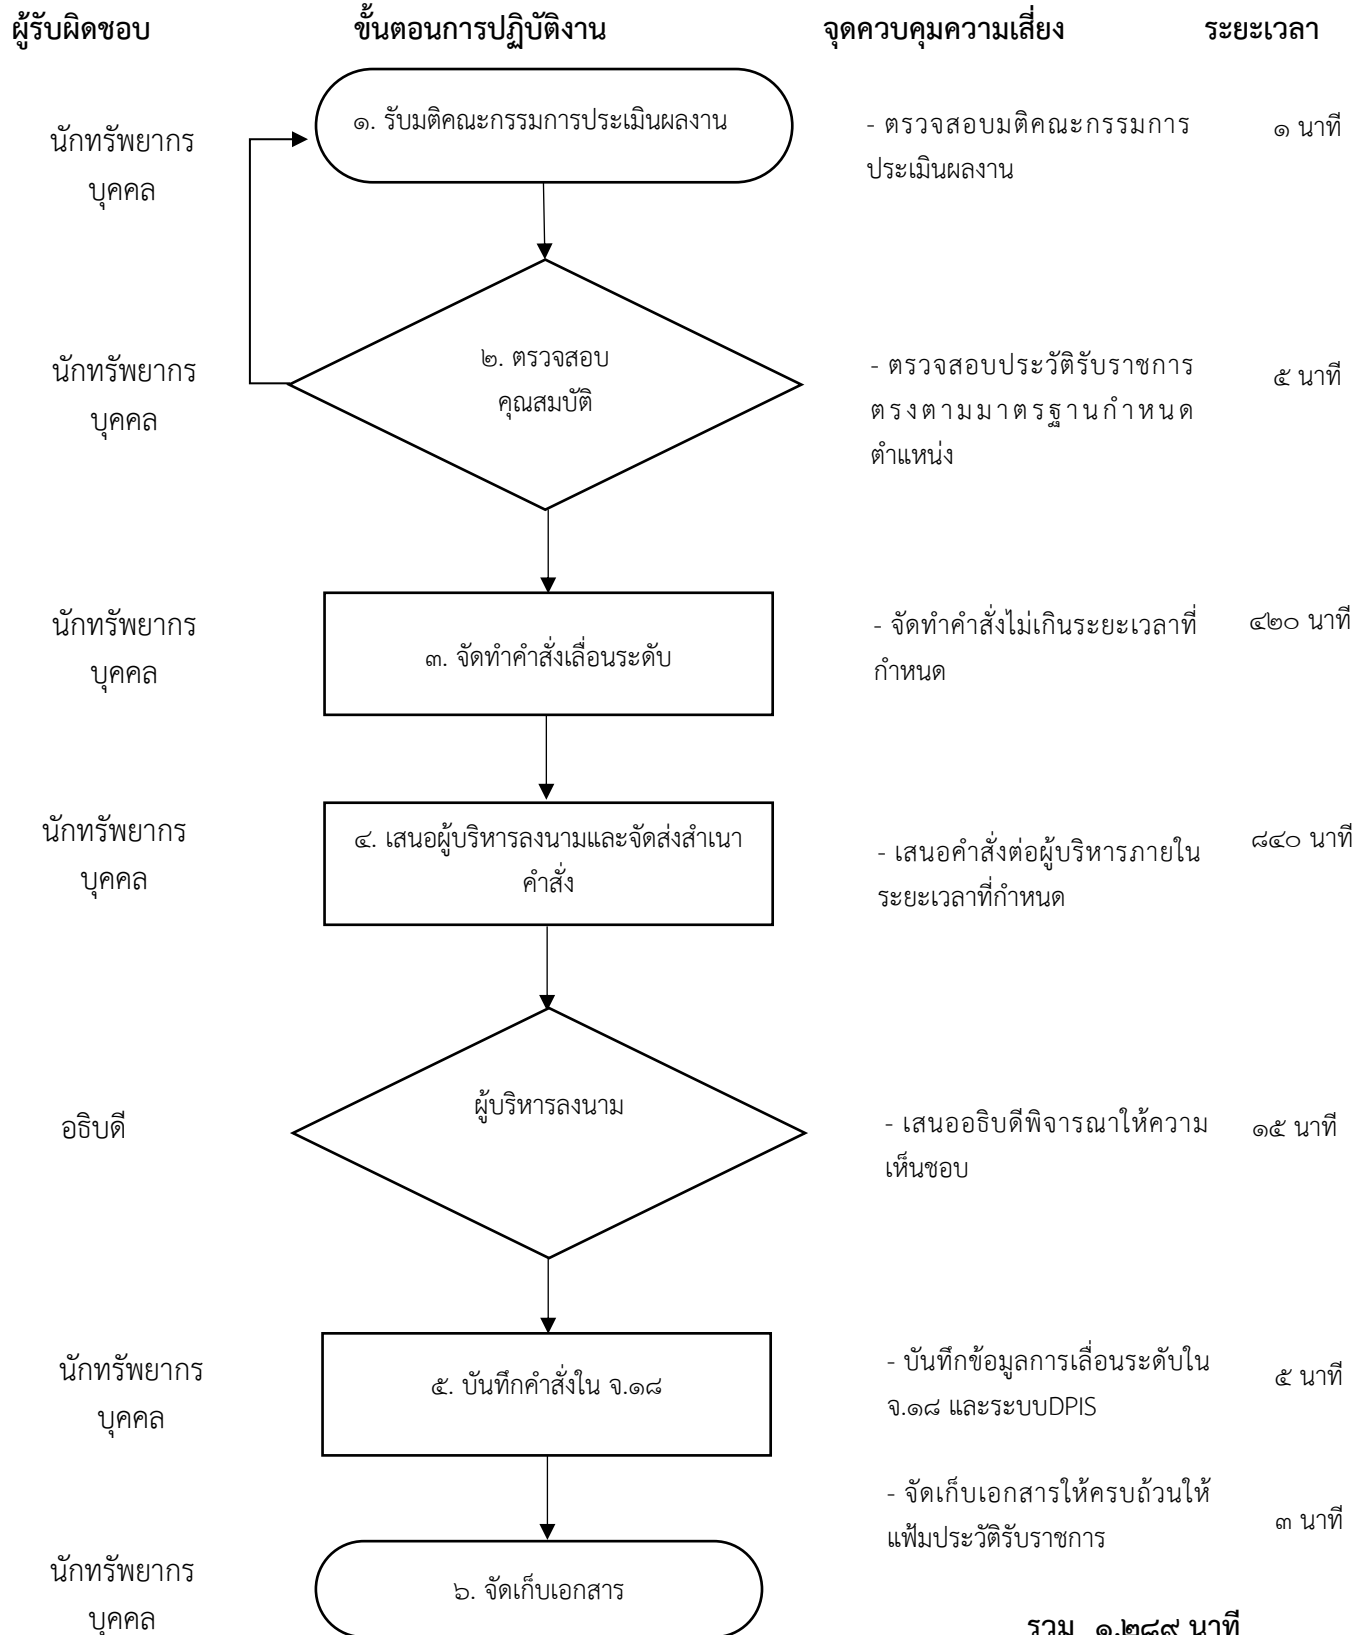 ผู้รับผิดชอบ ขั้นตอนการปฏิบัติงาน จุดควบคุมความเสี่ยง ระยะเวลา
นักทรัพยากร
บุคคล
๑. รับมติคณะกรรมการประเมินผลงาน
- ตรวจสอบมติคณะกรรมการ
ประเมินผลงาน
๑ นาที
นักทรัพยากร
บุคคล
๒. ตรวจสอบ
คุณสมบัติ
- ตรวจสอบประวัติรับราชการ
ตรงตามมาตรฐานกำหนด
ตำแหน่ง
๕ นาที
นักทรัพยากร
บุคคล
๓. จัดทำคำสั่งเลื่อนระดับ
- จัดทำคำสั่งไม่เกินระยะเวลาที่
กำหนด
๔๒๐ นาที
นักทรัพยากร
บุคคล
๔. เสนอผู้บริหารลงนามและจัดส่งสำเนา
คำสั่ง
- เสนอคำสั่งต่อผู้บริหารภายใน
ระยะเวลาที่กำหนด
๘๔๐ นาที
อธิบดี
ผู้บริหารลงนาม
- เสนออธิบดีพิจารณาให้ความ
เห็นชอบ
๑๕ นาที
นักทรัพยากร
บุคคล
๕. บันทึกคำสั่งใน จ.๑๘
- บันทึกข้อมูลการเลื่อนระดับใน
จ.๑๘ และระบบDPIS
๕ นาที
นักทรัพยากร
บุคคล
๖. จัดเก็บเอกสาร
- จัดเก็บเอกสารให้ครบถ้วนให้
แฟ้มประวัติรับราชการ
๓ นาที
รวม ๑,๒๘๙ นาที